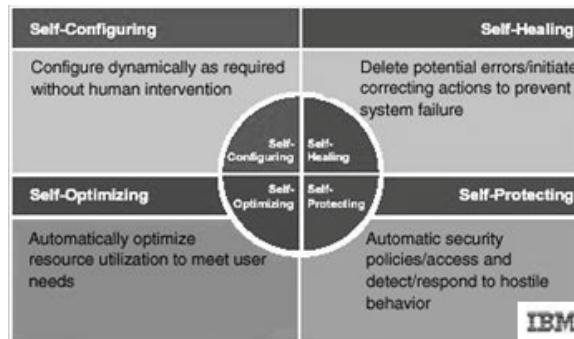 Self-Configuring
Configure dynamically as required
without human intervention
Self-Healing
Delete potential errors/initiate
correcting actions to prevent
system failure
Self-
Configuring
Self-
Healing
Self-
Optimizing
Self-
Protecting
Self-Optimizing
Automatically optimize
resource utilization to meet user
needs
Self-Protecting
Automatic security
policies/access and
detect/respond to hostile
behavior
IBM